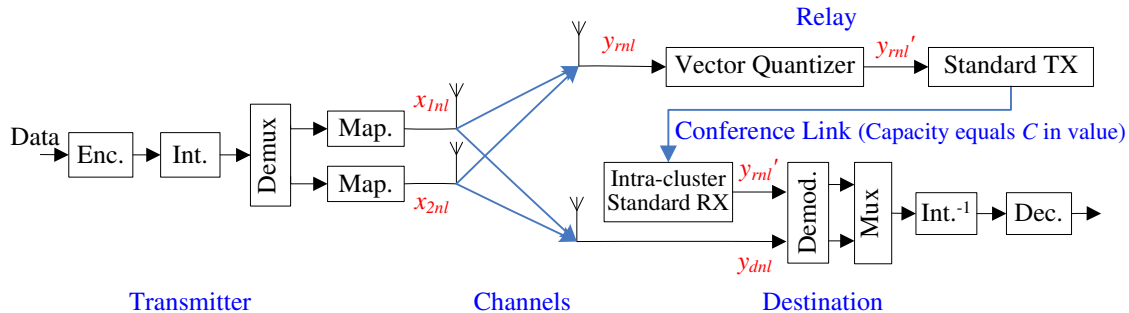 Relay
y_rnl
Vector Quantizer
y_rnl'
Standard TX
Conference Link (Capacity equals C in value)
Data
Enc.
Int.
Demux
x_1nl
Map.
Map.
x_2nl
Intra-cluster
Standard RX
y_rnl'
y_dnl
Demod.
Mux
Int.⁻¹
Dec.
Transmitter
Channels
Destination